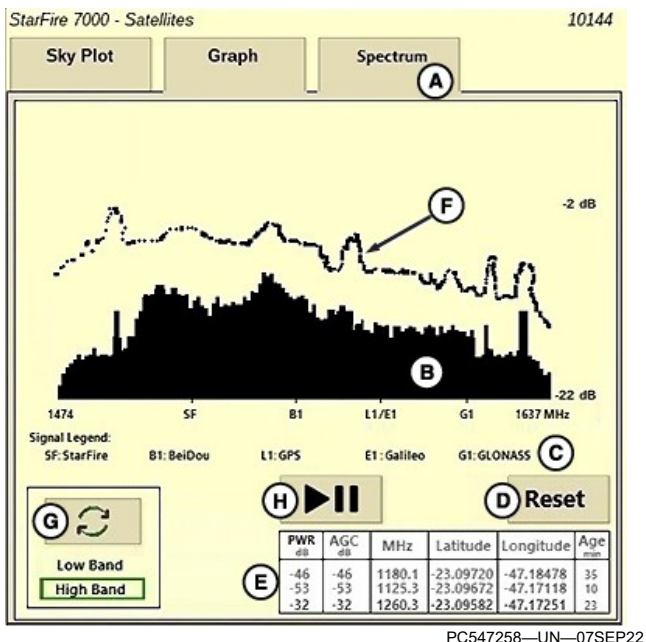 StarFire 7000 - Satellites 10144
Sky Plot Graph Spectrum
A
F
-2 dB
B
-22 dB
1474 SF B1 L1/E1 G1 1637 MHz
Signal Legend:
SF: StarFire B1: BeiDou L1: GPS E1: Galileo G1: GLONASS C
G H D Reset
Low Band
High Band
E
PWR dB AGC dB MHz Latitude Longitude Age min
-46 -46 1180.1 -23.09720 -47.18478 35
-53 -53 1125.3 -23.09672 -47.17118 10
-32 -32 1260.3 -23.09582 -47.17251 23
PC547258—UN—07SEP22